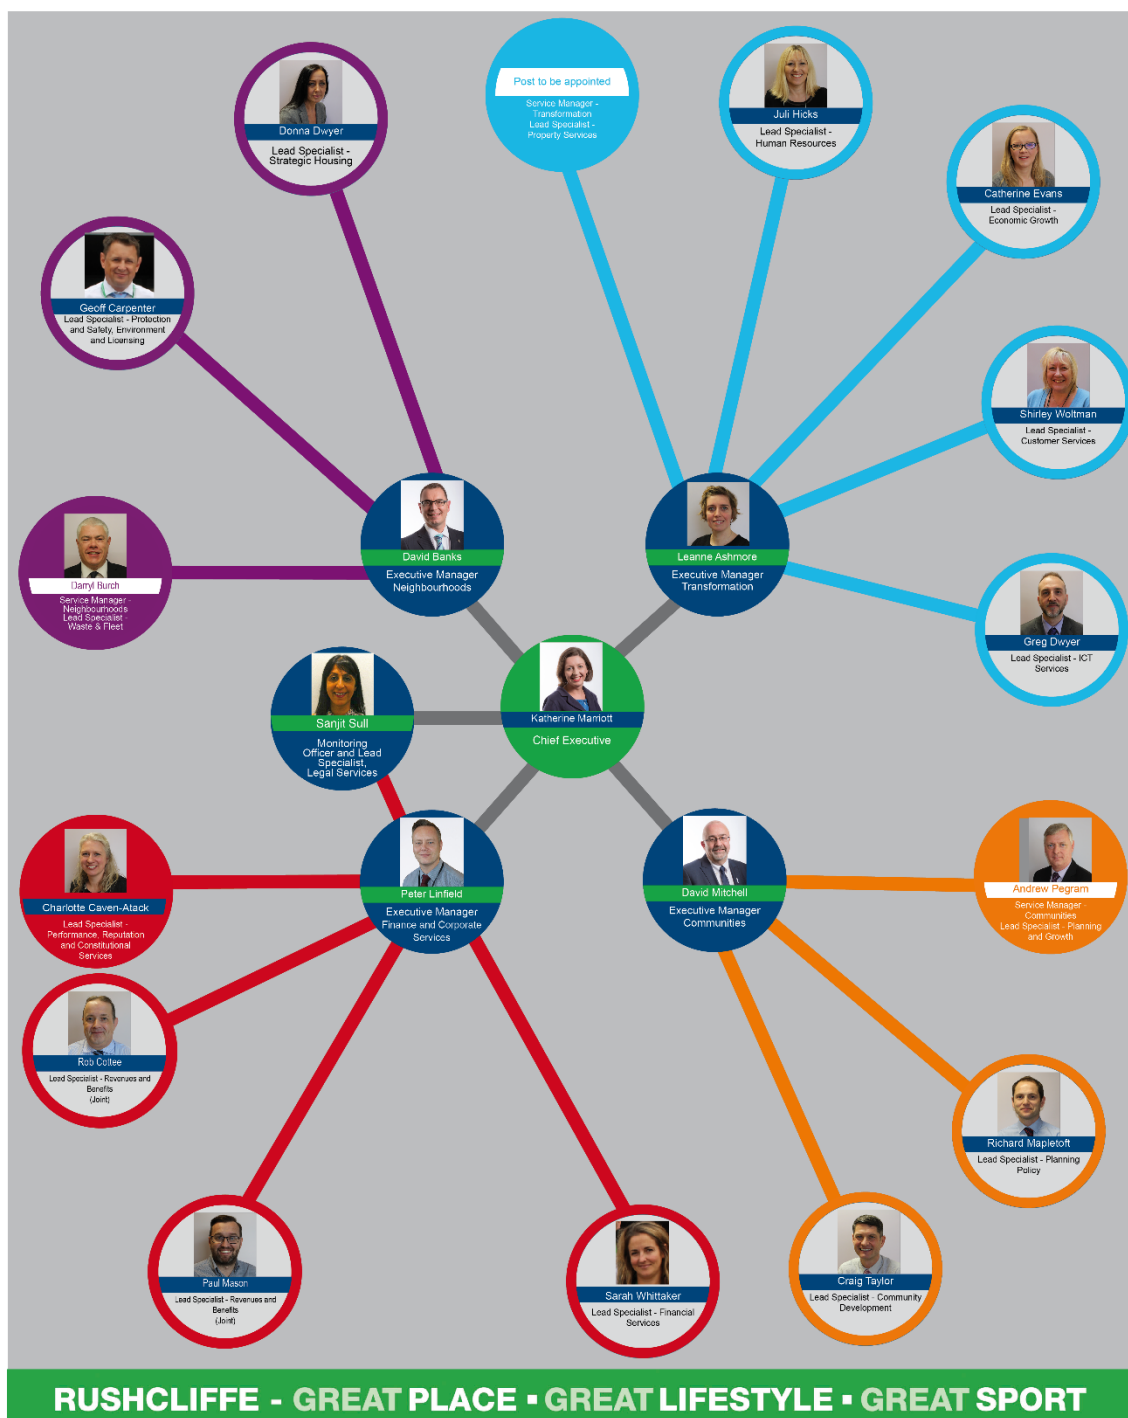 Donna Dwyer
Lead Specialist -
Strategic Housing
Post to be appointed
Service Manager -
Transformation
Lead Specialist -
Property Services
Juli Hicks
Lead Specialist -
Human Resources
Catherine Evans
Lead Specialist -
Economic Growth
Geoff Carpenter
Lead Specialist - Protection
and Safety, Environment
and Licensing
Shirley Woltman
Lead Specialist -
Customer Services
Darryl Burch
Service Manager -
Neighbourhoods
Lead Specialist -
Waste & Fleet
David Banks
Executive Manager
Neighbourhoods
Leanne Ashmore
Executive Manager
Transformation
Greg Dwyer
Lead Specialist - ICT
Services
Sanjit Sull
Monitoring
Officer and Lead
Specialist,
Legal Services
Katherine Marriott
Chief Executive
Charlotte Caven-Atack
Lead Specialist -
Performance, Reputation
and Constitutional
Services
Peter Linfield
Executive Manager
Finance and Corporate
Services
David Mitchell
Executive Manager
Communities
Andrew Pegram
Service Manager -
Communities
Lead Specialist - Planning
and Growth
Rob Cottee
Lead Specialist - Revenues and
Benefits
(Joint)
Richard Mapletoft
Lead Specialist - Planning
Policy
Paul Mason
Lead Specialist - Revenues and
Benefits
(Joint)
Sarah Whittaker
Lead Specialist - Financial
Services
Craig Taylor
Lead Specialist - Community
Development
RUSHCLIFFE - GREAT PLACE ▪ GREAT LIFESTYLE ▪ GREAT SPORT